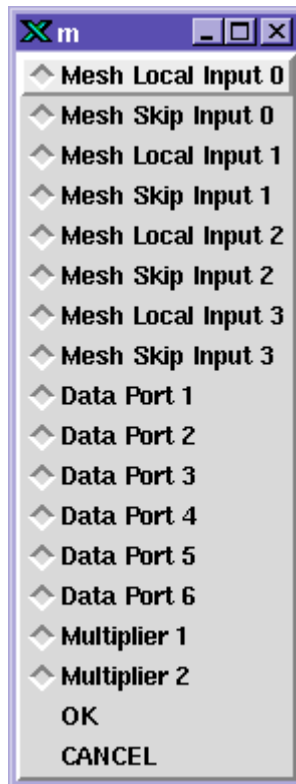 m
Mesh Local Input 0
Mesh Skip Input 0
Mesh Local Input 1
Mesh Skip Input 1
Mesh Local Input 2
Mesh Skip Input 2
Mesh Local Input 3
Mesh Skip Input 3
Data Port 1
Data Port 2
Data Port 3
Data Port 4
Data Port 5
Data Port 6
Multiplier 1
Multiplier 2
OK
CANCEL